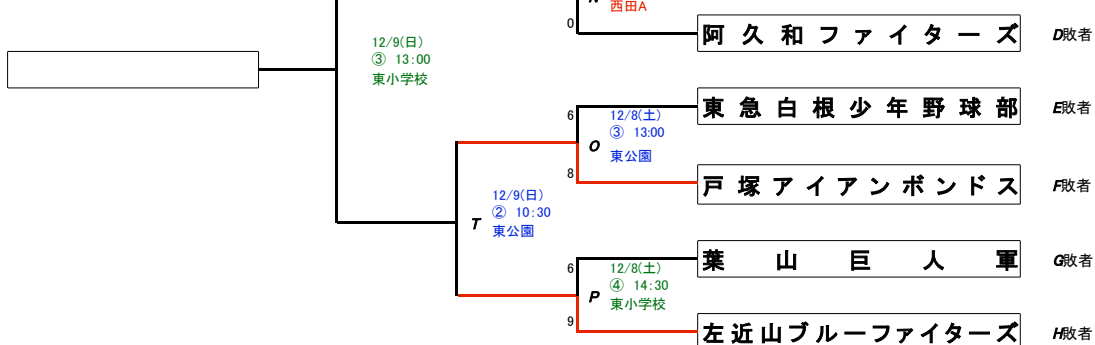 西田A
0
阿久和ファイターズ
D敗者
12/9(日)
③ 13:00
東小学校
6
12/8(土)
③ 13:00
東公園
O
東急白根少年野球部
E敗者
8
戸塚アイアンボンドス
F敗者
12/9(日)
② 10:30
東公園
T
6
12/8(土)
④ 14:30
東小学校
P
葉山巨人軍
G敗者
9
左近山ブルーファイターズ
H敗者